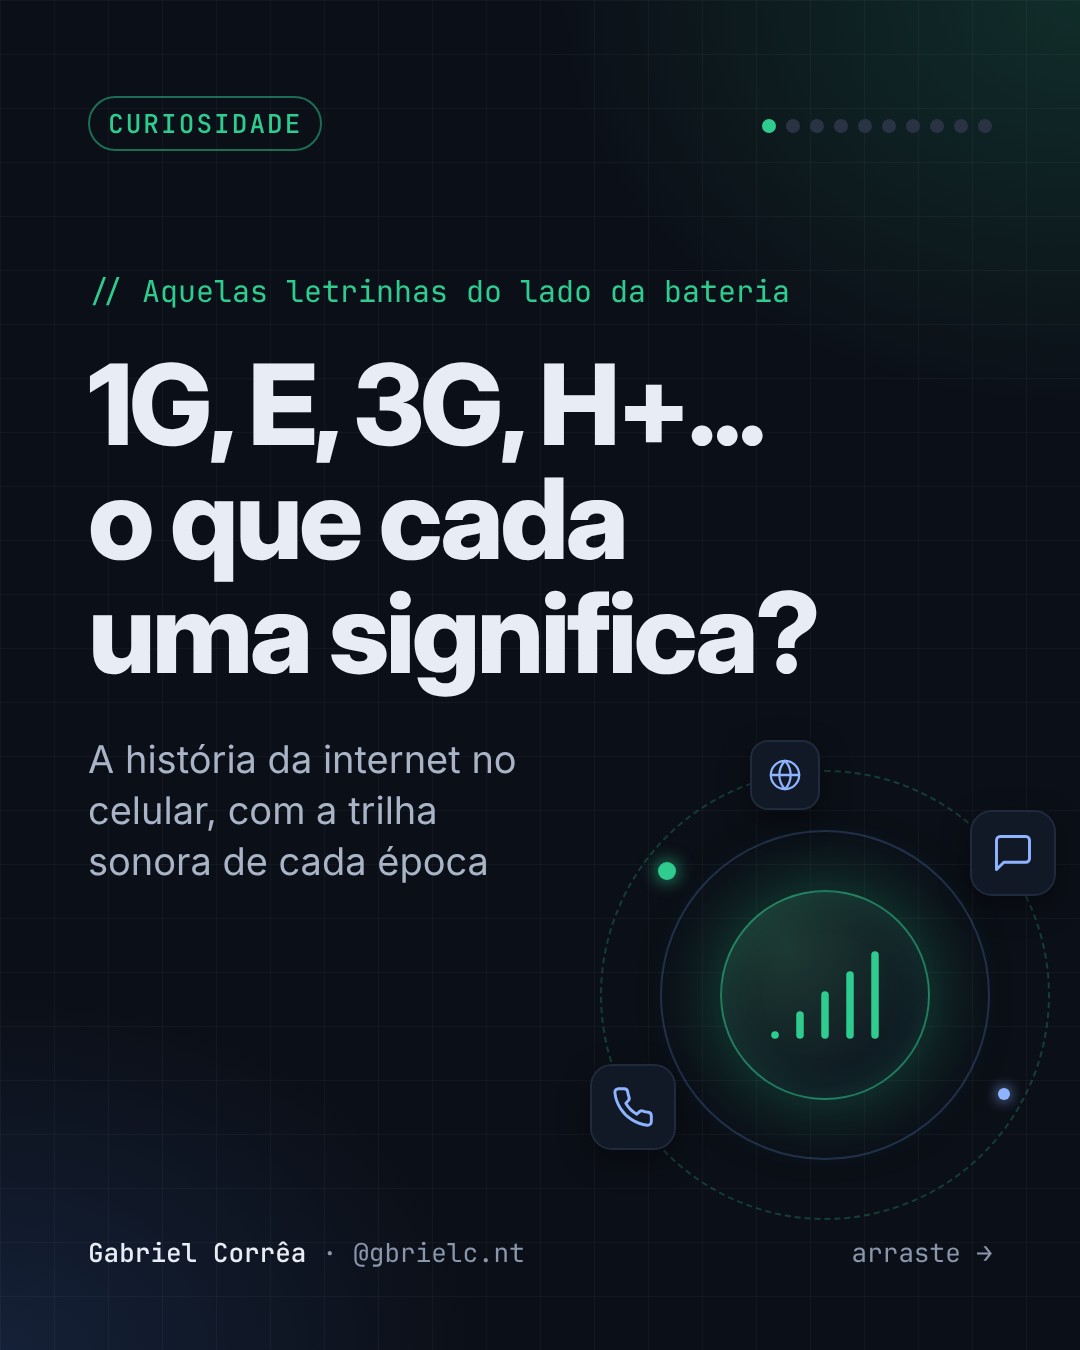 CURIOSIDADE
// Aquelas letrinhas do lado da bateria
1G, E, 3G, H+...
o que cada
uma significa?
A história da internet no
celular, com a trilha
sonora de cada época
Gabriel Corrêa · @gbrielc.nt
arraste →